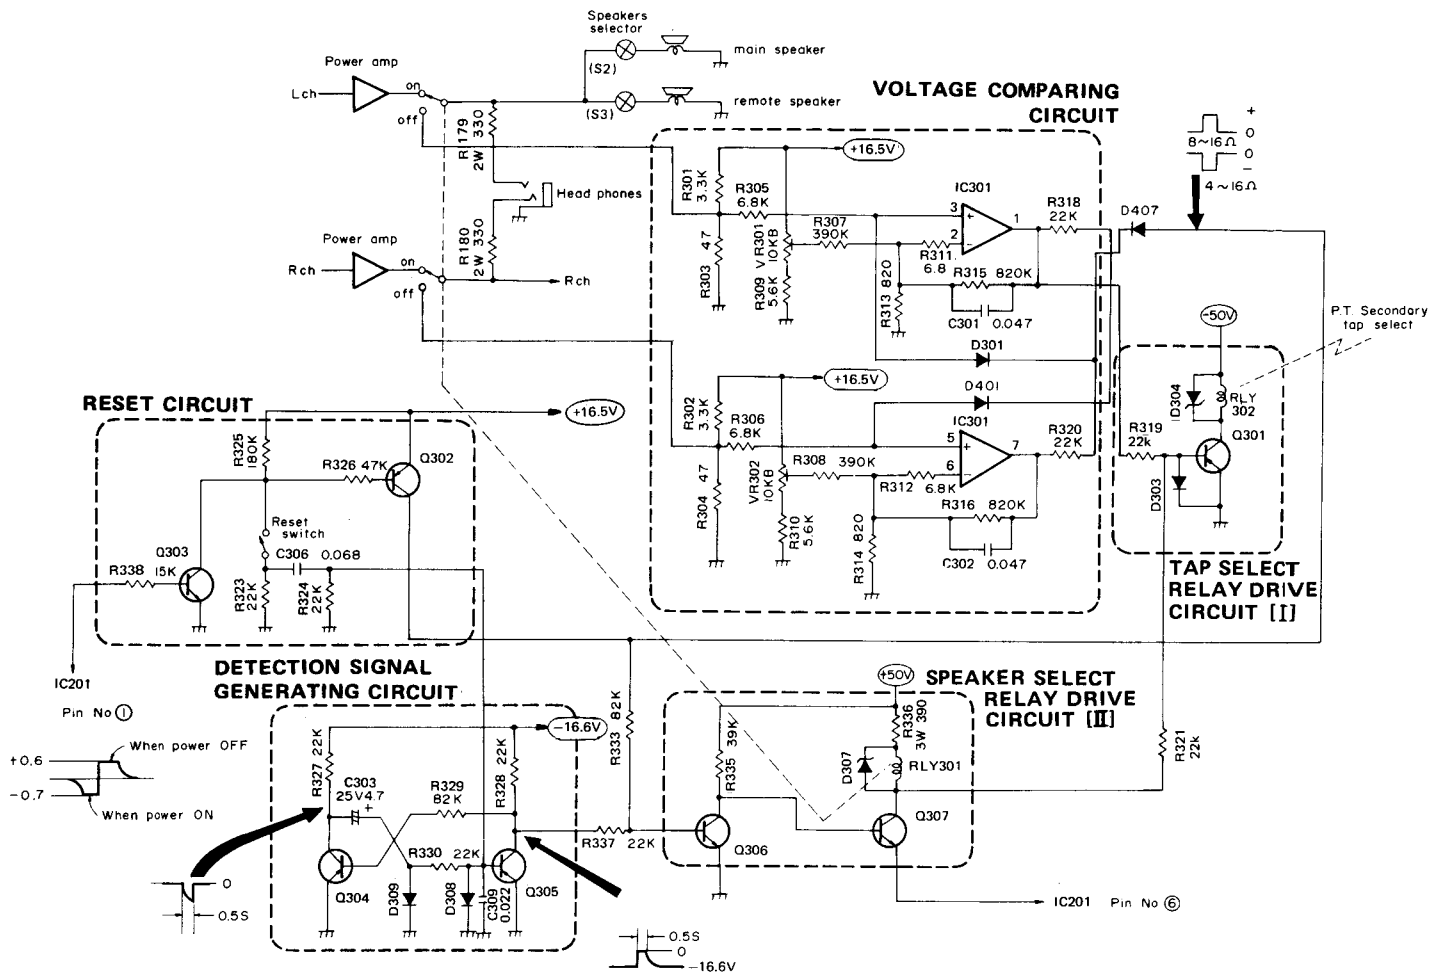 Speakers
selector
main speaker
(S2)
Power amp
Lch
on
off
(S3)
remote speaker
R179 330
2W
Head phones
R180 330
2W
Power amp
Rch
on
off
Rch
VOLTAGE COMPARING
CIRCUIT
+16.5V
R301
3.3K
R305
6.8K
R303 47
VR301
10KB
R309
5.6K
R307
390K
IC301
3
2
1
+
−
R311
6.8
R313 820
R315 820K
C301 0.047
R318
22K
D301
D401
+16.5V
R302
3.3K
R306
6.8K
R304 47
VR302
10KB
R310
5.6K
R308 390K
IC301
5
6
7
+
−
R312 6.8K
R314 820
R316 820K
C302 0.047
R320
22K
D407
+
8~16Ω 0
0
−
4~16Ω
-50V
P.T. Secondary
tap select
D304
RLY
302
R319
22k
Q301
D303
TAP SELECT
RELAY DRIVE
CIRCUIT [I]
RESET CIRCUIT
+16.5V
R325
180K
R326 47K
Q302
Reset
switch
Q303
R338 15K
C306 0.068
R323
22K
R324
22K
IC201
Pin No ①
+0.6
-0.7
When power OFF
When power ON
DETECTION SIGNAL
GENERATING CIRCUIT
-16.6V
R327 22K
C303
25V4.7
+
R329
82K
R328 22K
R330 22K
Q304
D309
D308
C309
0.022
Q305
0
0.5S
0.5S
0
-16.6V
R333 82K
R337 22K
SPEAKER SELECT
RELAY DRIVE
CIRCUIT [II]
+50V
R335 39K
R336
3W 390
D307
RLY301
Q306
Q307
R321
22k
IC201 Pin No ⑥